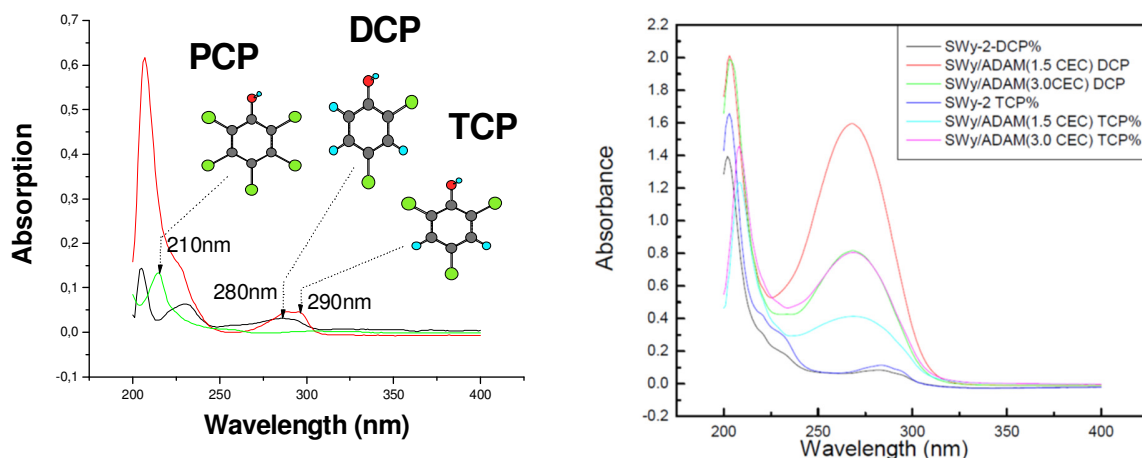 0,7
0,6
0,5
0,4
0,3
0,2
0,1
0,0
0,1
Absorption
PCP
DCP
TCP
210nm
280nm
290nm
200
250
300
350
400
Wavelength (nm)
2.2
2.0
1.8
1.6
1.4
1.2
1.0
0.8
0.6
0.4
0.2
0.0
-0.2
Absorbance
SWy-2-DCP%
SWy/ADAM(1.5 CEC) DCP
SWy/ADAM(3.0CEC) DCP
SWy-2 TCP%
SWy/ADAM(1.5 CEC) TCP%
SWy/ADAM(3.0 CEC) TCP%
200
250
300
350
400
Wavelength (nm)